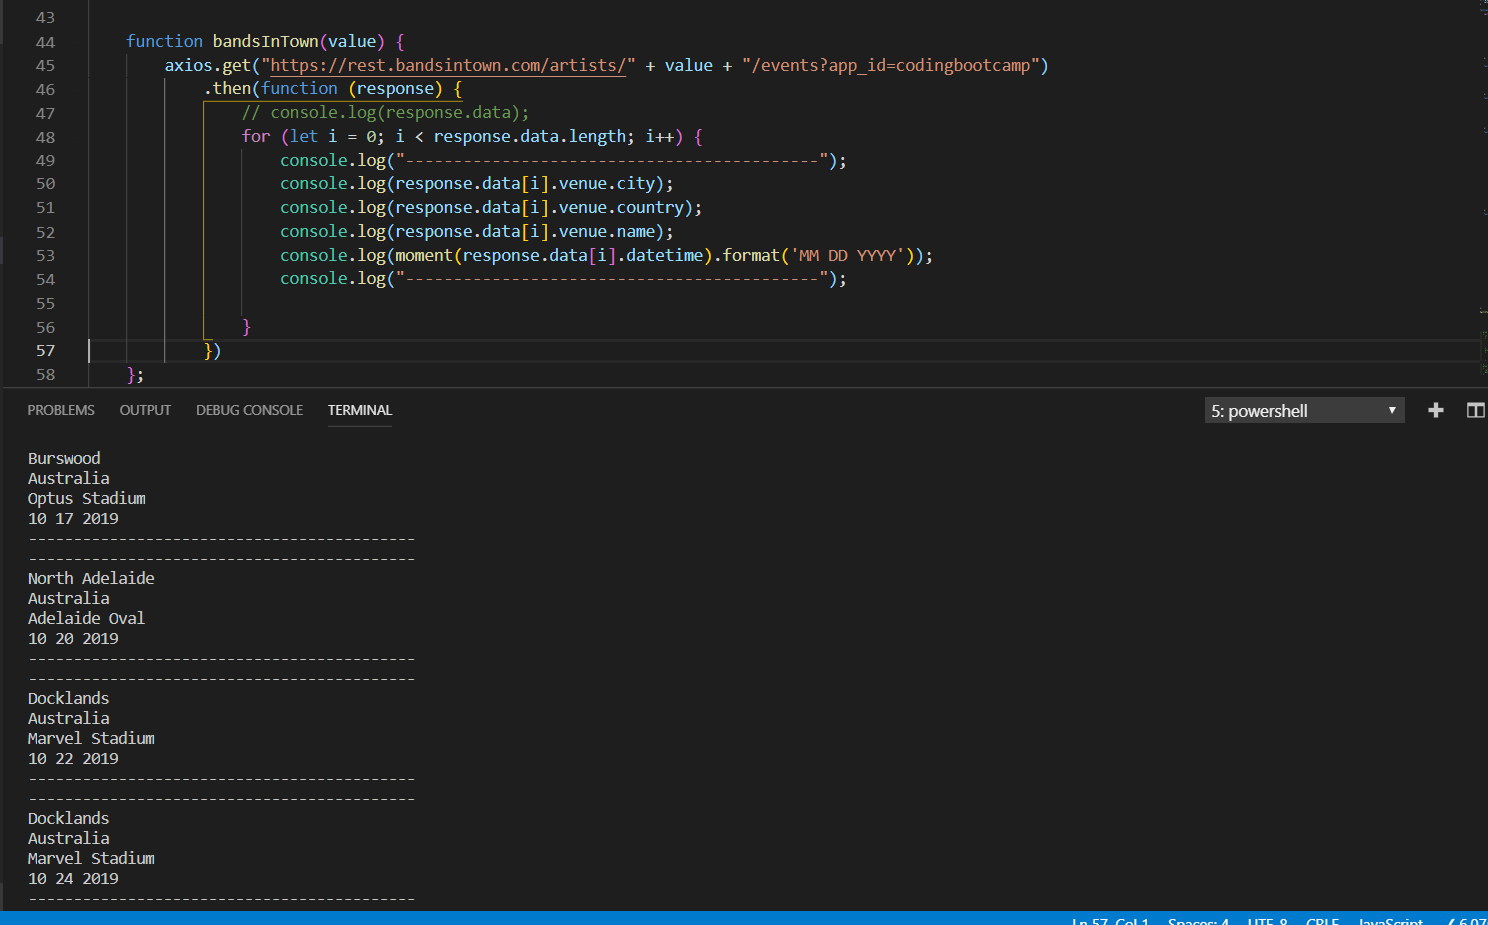 43
44 function bandsInTown(value) {
45 axios.get("https://rest.bandsintown.com/artists/" + value + "/events?app_id=codingbootcamp")
46 .then(function (response) {
47 // console.log(response.data);
48 for (let i = 0; i < response.data.length; i++) {
49 console.log("-------------------------------------------");
50 console.log(response.data[i].venue.city);
51 console.log(response.data[i].venue.country);
52 console.log(response.data[i].venue.name);
53 console.log(moment(response.data[i].datetime).format('MM DD YYYY'));
54 console.log("-------------------------------------------");
55
56 }
57 })
58 };
PROBLEMS OUTPUT DEBUG CONSOLE TERMINAL 5: powershell
Burswood
Australia
Optus Stadium
10 17 2019
-------------------------------------------
-------------------------------------------
North Adelaide
Australia
Adelaide Oval
10 20 2019
-------------------------------------------
-------------------------------------------
Docklands
Australia
Marvel Stadium
10 22 2019
-------------------------------------------
-------------------------------------------
Docklands
Australia
Marvel Stadium
10 24 2019
-------------------------------------------
Ln 57, Col 1 Spaces: 4 UTF-8 CRLF JavaScript